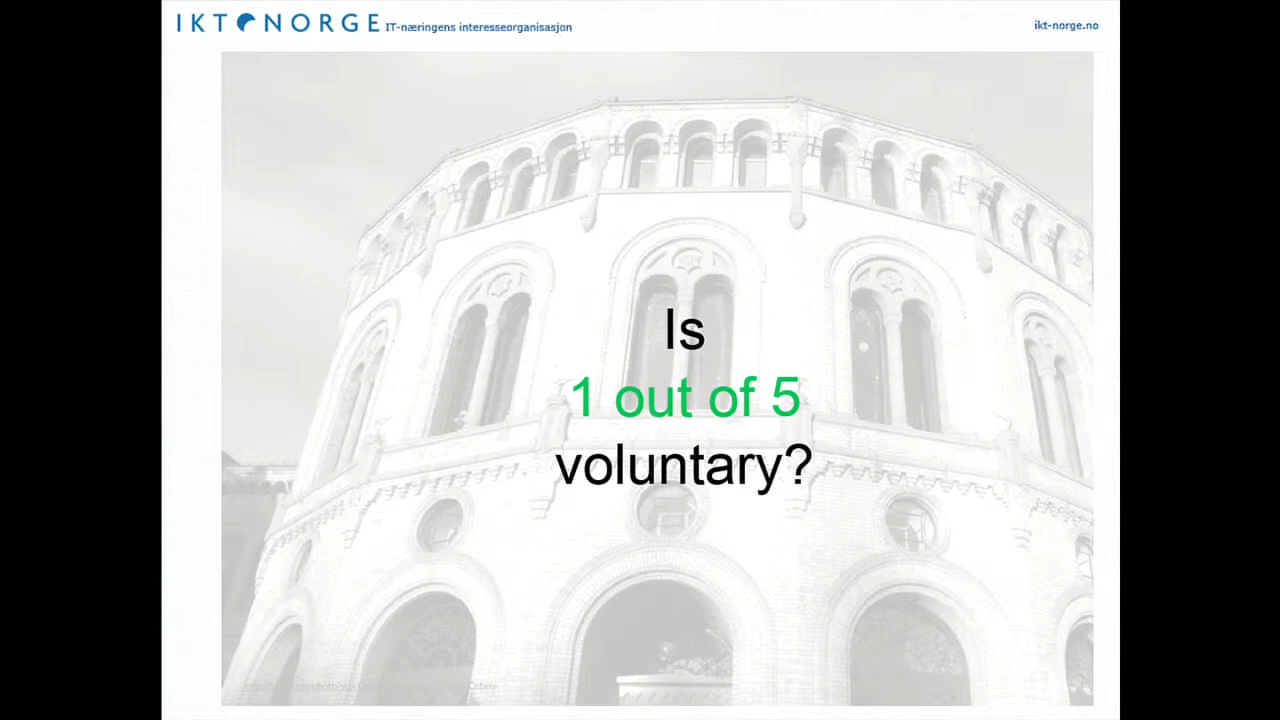 IKT NORGE IT-næringens interesseorganisasjon
ikt-norge.no
Is
1 out of 5
voluntary?